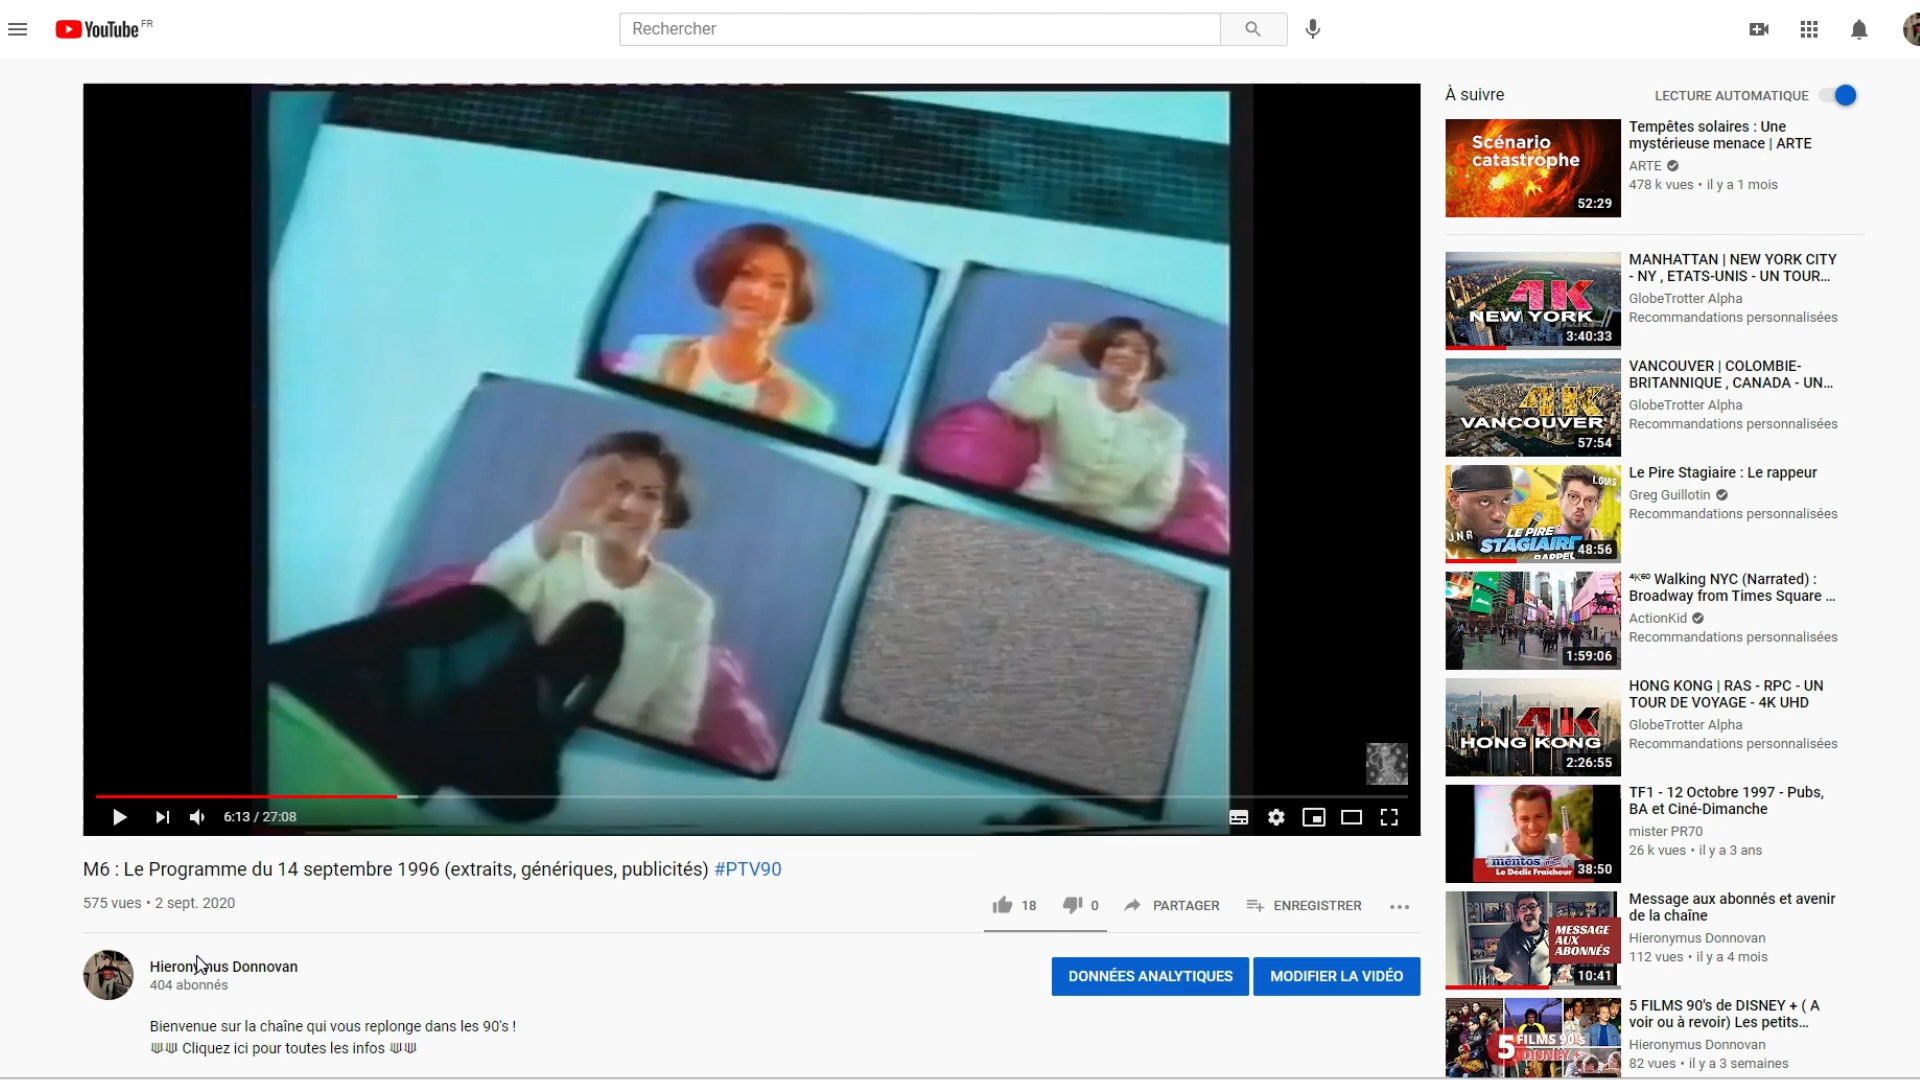 YouTube FR
Rechercher
6:13 / 27:08
M6 : Le Programme du 14 septembre 1996 (extraits, génériques, publicités) #PTV90
575 vues • 2 sept. 2020
18
0
PARTAGER
ENREGISTRER
Hieronymus Donnovan
404 abonnés
DONNÉES ANALYTIQUES
MODIFIER LA VIDÉO
Bienvenue sur la chaîne qui vous replonge dans les 90's !
Cliquez ici pour toutes les infos
À suivre
LECTURE AUTOMATIQUE
Scénario
catastrophe
52:29
Tempêtes solaires : Une
mystérieuse menace | ARTE
ARTE
478 k vues • il y a 1 mois
4K
NEW YORK
3:40:33
MANHATTAN | NEW YORK CITY
- NY , ETATS-UNIS - UN TOUR...
GlobeTrotter Alpha
Recommandations personnalisées
4K
VANCOUVER
57:54
VANCOUVER | COLOMBIE-
BRITANNIQUE , CANADA - UN...
GlobeTrotter Alpha
Recommandations personnalisées
LOUIS
JNR
LE PIRE
STAGIAIRE
RAPPEUR
48:56
Le Pire Stagiaire : Le rappeur
Greg Guillotin
Recommandations personnalisées
1:59:06
⁴ᴷ⁶⁰ Walking NYC (Narrated) :
Broadway from Times Square ...
ActionKid
Recommandations personnalisées
4K
HONG KONG
2:26:55
HONG KONG | RAS - RPC - UN
TOUR DE VOYAGE - 4K UHD
GlobeTrotter Alpha
Recommandations personnalisées
mentos
Le Déclic Fraîcheur
38:50
TF1 - 12 Octobre 1997 - Pubs,
BA et Ciné-Dimanche
mister PR70
26 k vues • il y a 3 ans
MESSAGE
AUX
ABONNÉS
10:41
Message aux abonnés et avenir
de la chaîne
Hieronymus Donnovan
112 vues • il y a 4 mois
5 FILMS 90's
DISNEY +
5 FILMS 90's de DISNEY + ( A
voir ou à revoir) Les petits...
Hieronymus Donnovan
82 vues • il y a 3 semaines